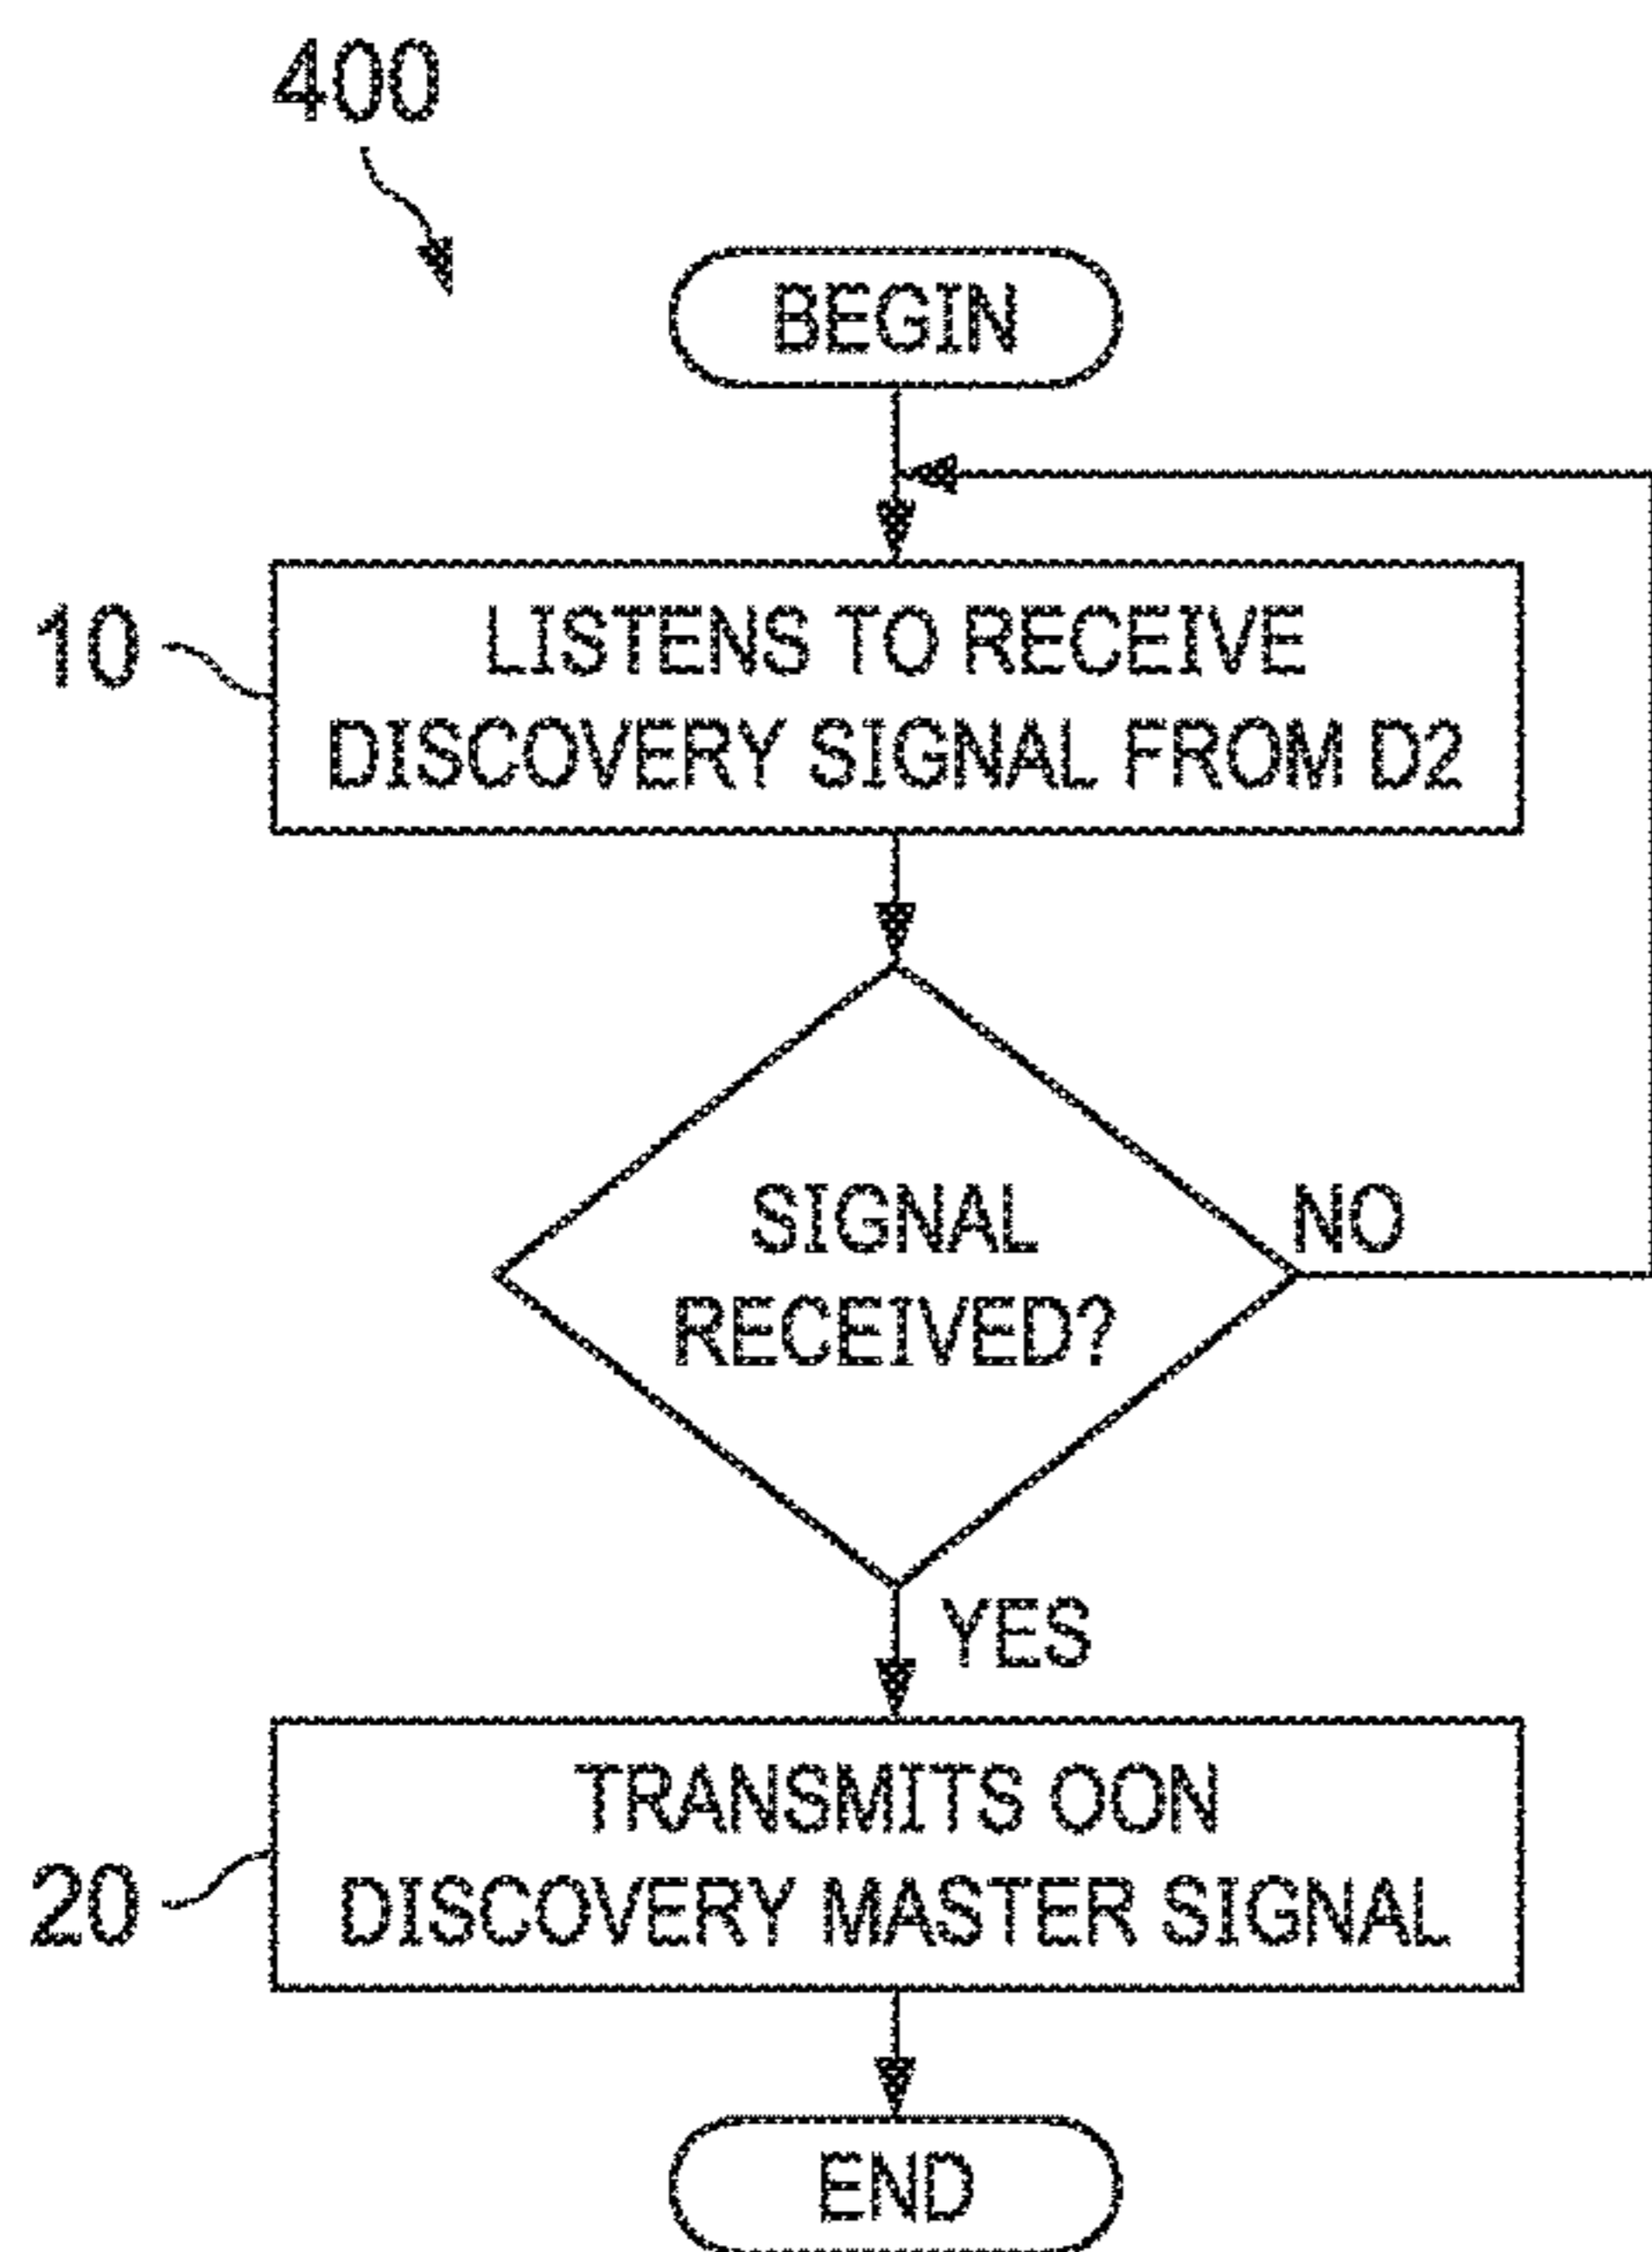 400
BEGIN
10
LISTENS TO RECEIVE
DISCOVERY SIGNAL FROM D2
SIGNAL
RECEIVED?
NO
YES
TRANSMITS OON
DISCOVERY MASTER SIGNAL
20
END